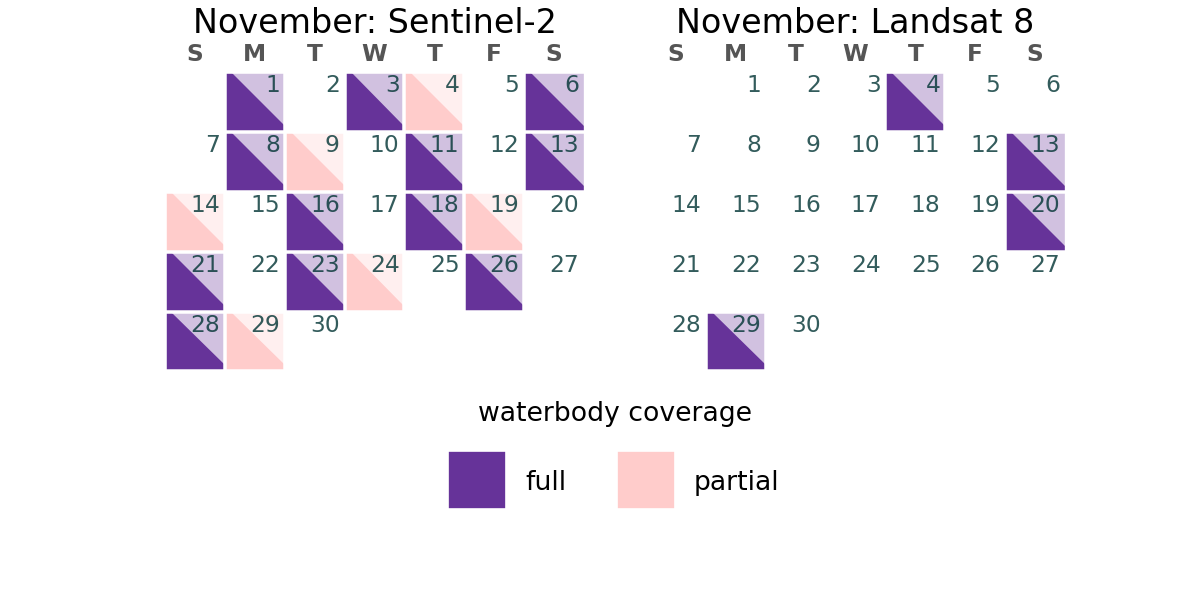 November: Sentinel-2
S M T W T F S
1 2 3 4 5 6
7 8 9 10 11 12 13
14 15 16 17 18 19 20
21 22 23 24 25 26 27
28 29 30
November: Landsat 8
S M T W T F S
1 2 3 4 5 6
7 8 9 10 11 12 13
14 15 16 17 18 19 20
21 22 23 24 25 26 27
28 29 30
waterbody coverage
full
partial